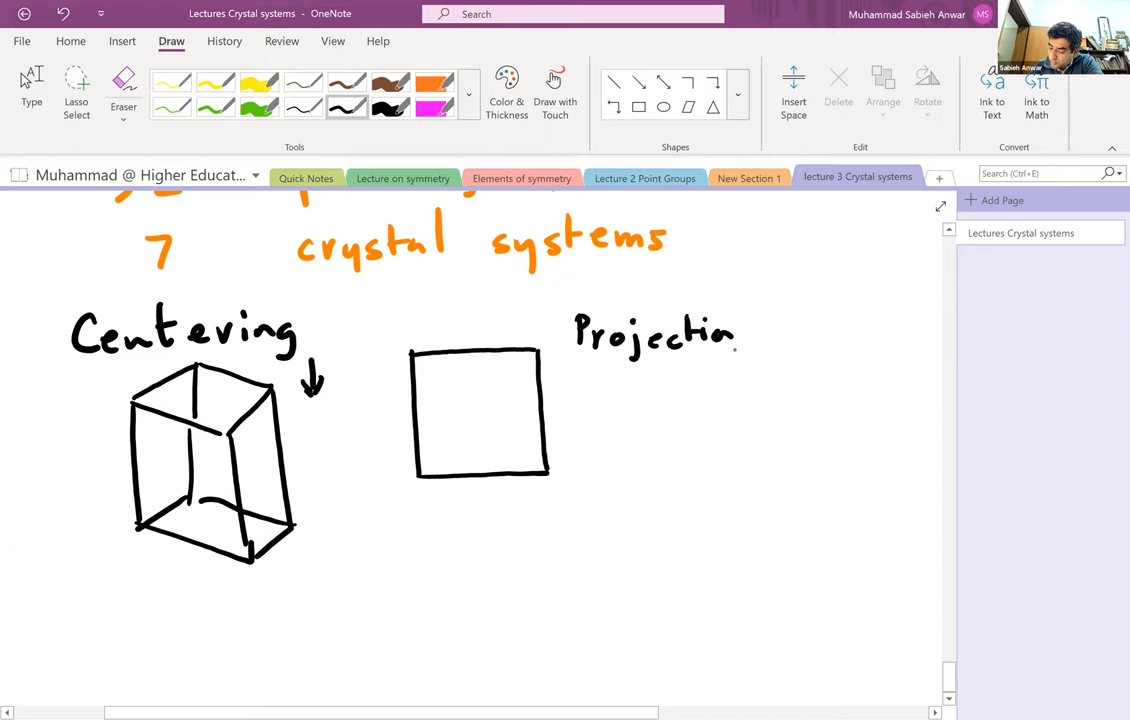 Lectures Crystal systems - OneNote
Search
Muhammad Sabieh Anwar
MS
Sabieh Anwar
File
Home
Insert
Draw
History
Review
View
Help
Type
Lasso Select
Eraser
Color & Thickness
Draw with Touch
Insert Space
Delete
Arrange
Rotate
Ink to Text
Ink to Math
Tools
Shapes
Edit
Convert
Muhammad @ Higher Educat...
Quick Notes
Lecture on symmetry
Elements of symmetry
Lecture 2 Point Groups
New Section 1
lecture 3 Crystal systems
Search (Ctrl+E)
Add Page
Lectures Crystal systems
7 crystal systems
Centering
Projection